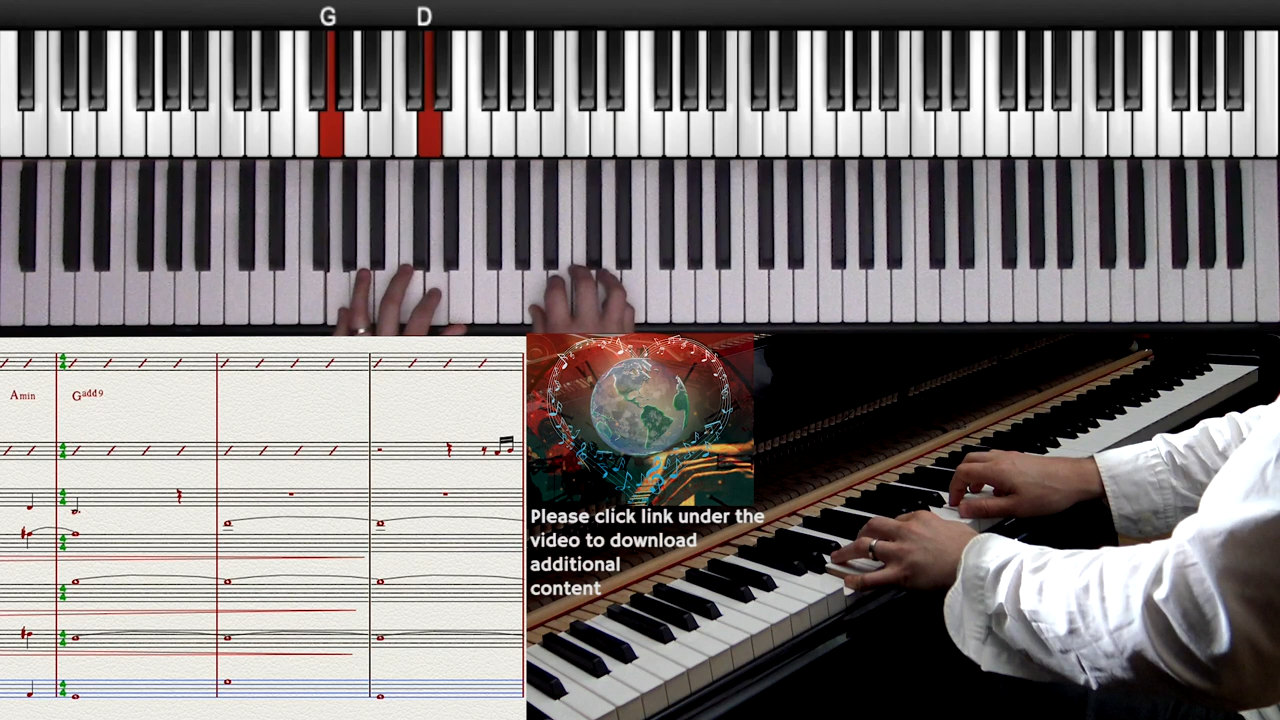 G D
Amin Gadd9
Please click link under the
video to download
additional
content